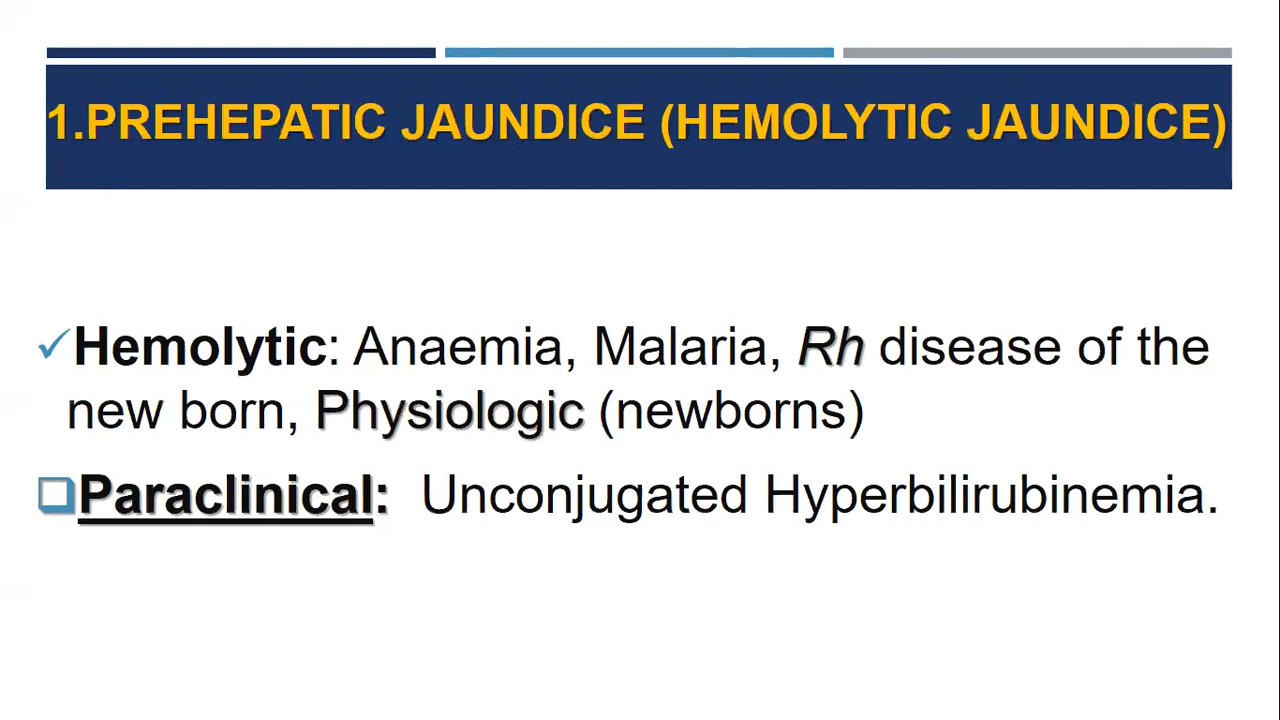 1.PREHEPATIC JAUNDICE (HEMOLYTIC JAUNDICE)
Hemolytic: Anaemia, Malaria, Rh disease of the
new born, Physiologic (newborns)
Paraclinical: Unconjugated Hyperbilirubinemia.